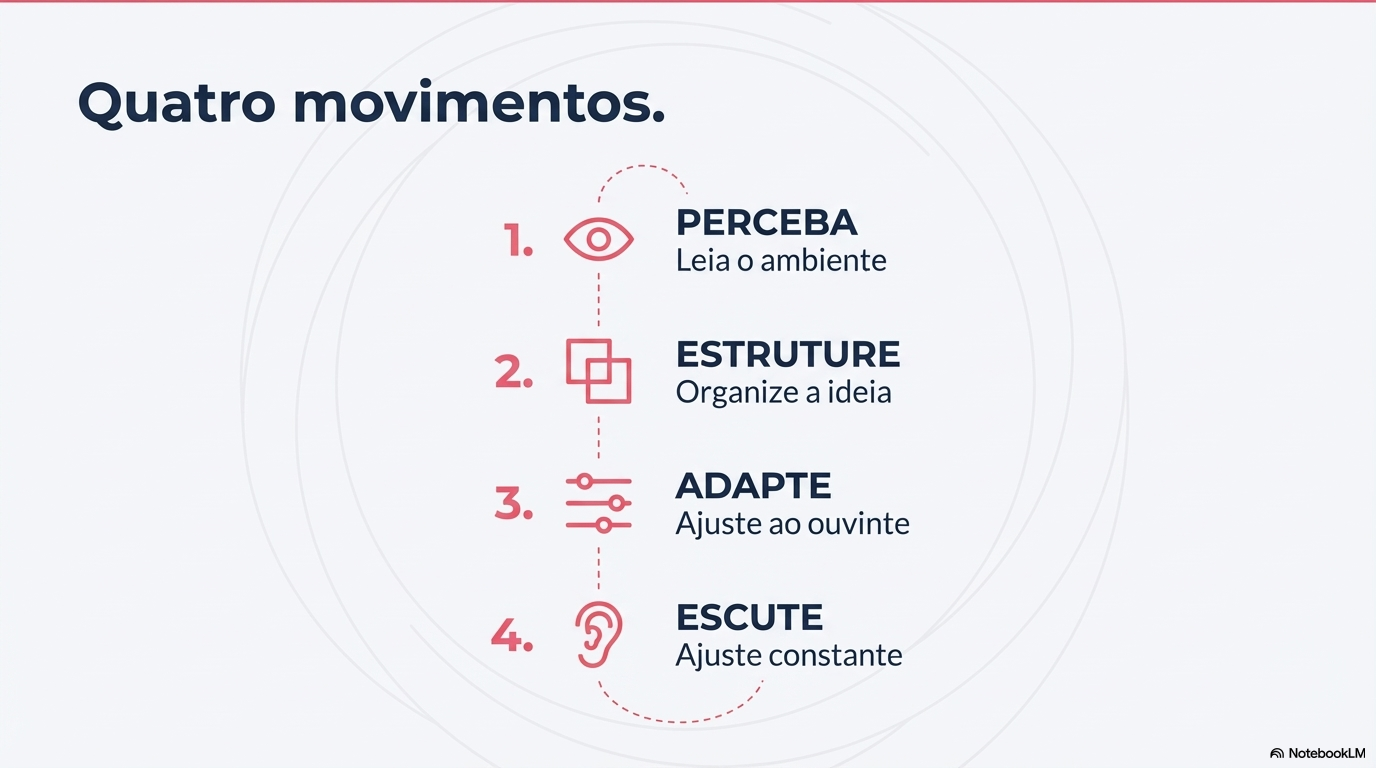 Quatro movimentos.
1.
PERCEBA
Leia o ambiente
2.
ESTRUTURE
Organize a ideia
3.
ADAPTE
Ajuste ao ouvinte
4.
ESCUTE
Ajuste constante
NotebookLM